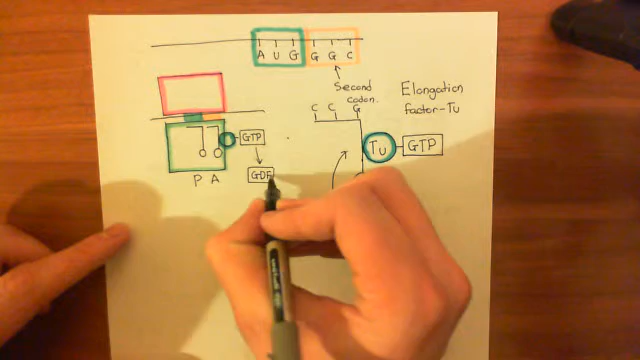 A U G G G C
Second
codon.
Elongation
factor-Tu
C C G
GTP
Tu GTP
GDP
P A